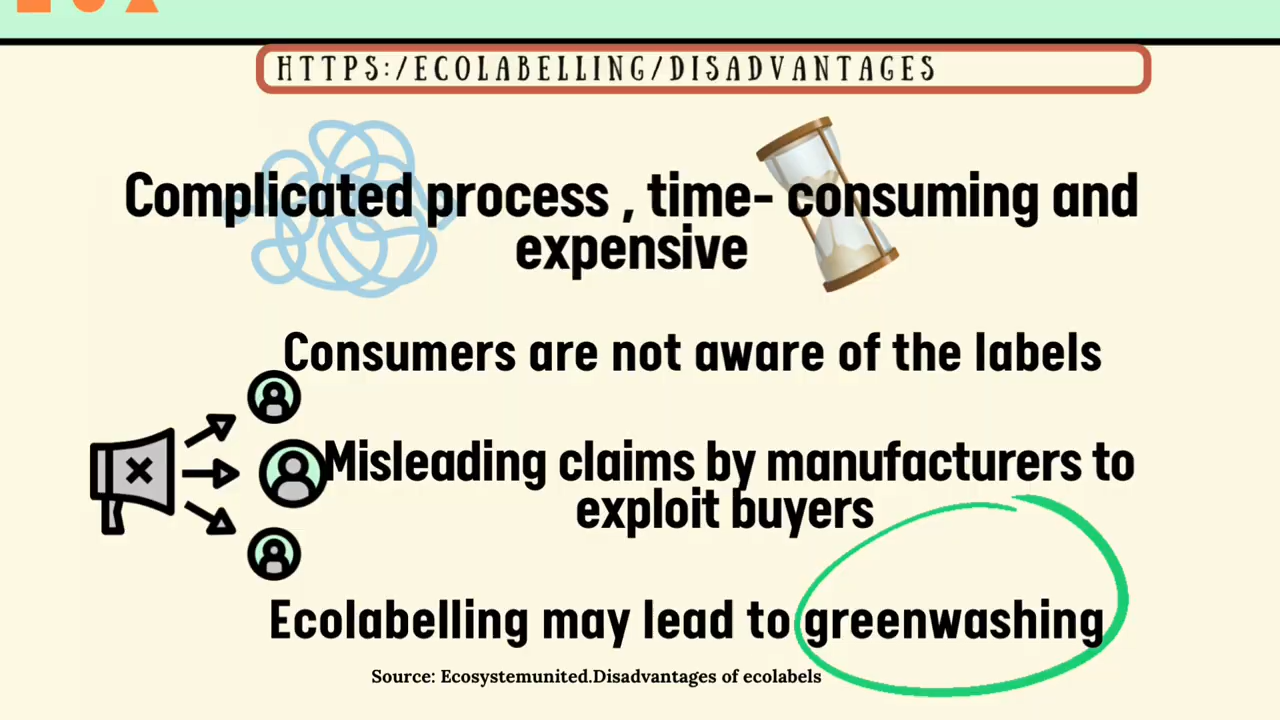 HTTPS:/ECOLABELLING/DISADVANTAGES
Complicated process , time- consuming and
expensive
Consumers are not aware of the labels
Misleading claims by manufacturers to
exploit buyers
Ecolabelling may lead to greenwashing
Source: Ecosystemunited.Disadvantages of ecolabels